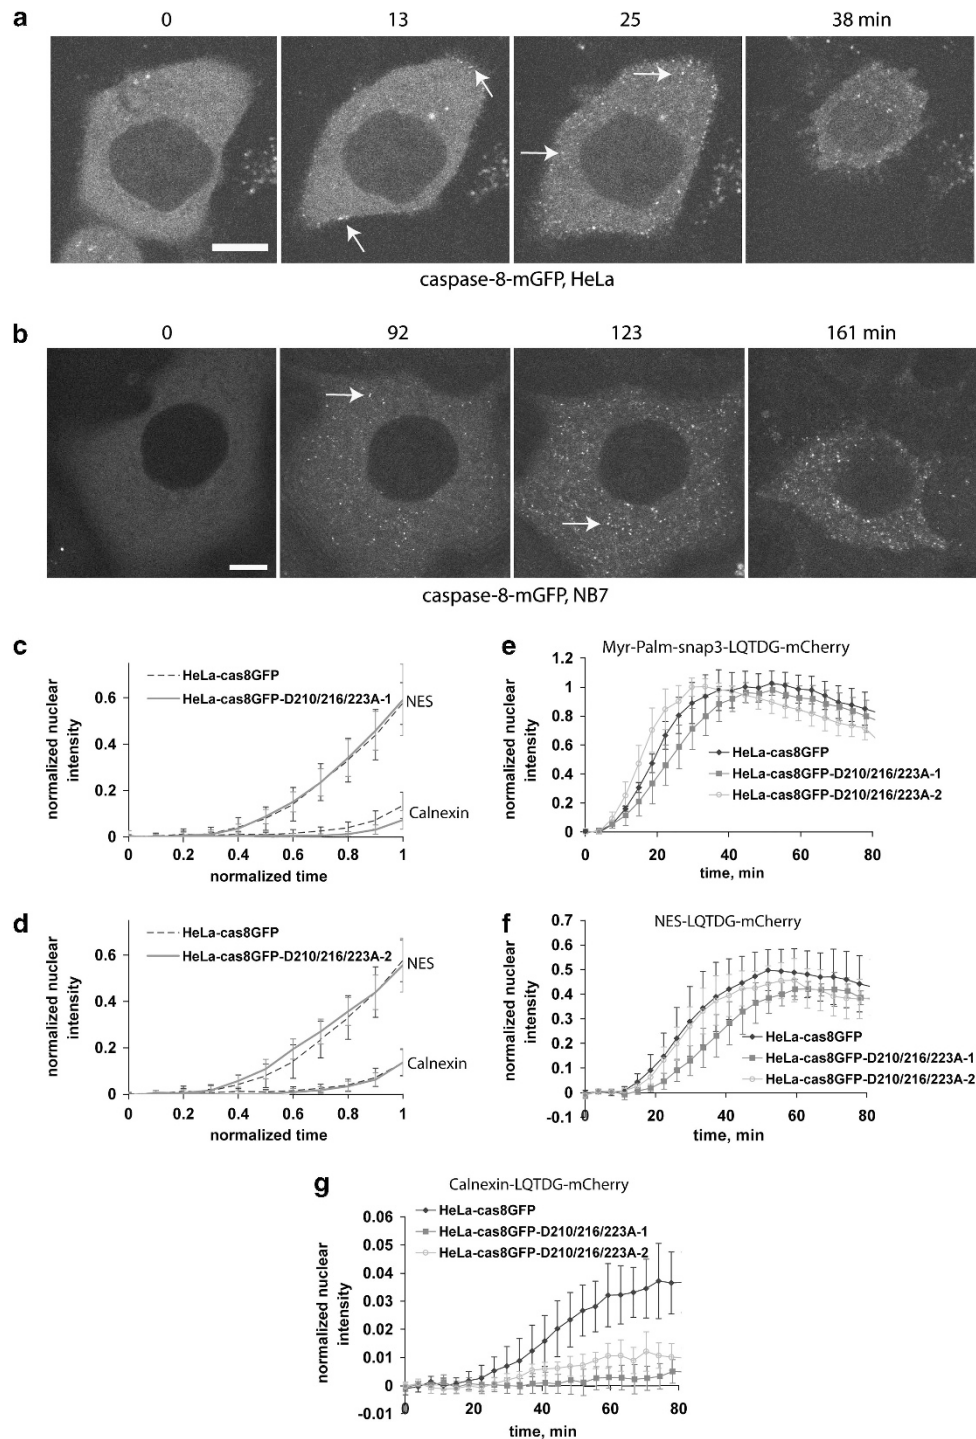 a
0 13 25 38 min
caspase-8-mGFP, HeLa
b
0 92 123 161 min
caspase-8-mGFP, NB7
c
normalized nuclear
intensity
0.6
0.4
0.2
0
HeLa-cas8GFP
HeLa-cas8GFP-D210/216/223A-1
NES
Calnexin
0 0.2 0.4 0.6 0.8 1
normalized time
d
normalized nuclear
intensity
0.6
0.4
0.2
0
HeLa-cas8GFP
HeLa-cas8GFP-D210/216/223A-2
NES
Calnexin
0 0.2 0.4 0.6 0.8 1
normalized time
e
Myr-Palm-snap3-LQTDG-mCherry
normalized nuclear
intensity
1.2
1
0.8
0.6
0.4
0.2
0
HeLa-cas8GFP
HeLa-cas8GFP-D210/216/223A-1
HeLa-cas8GFP-D210/216/223A-2
0 20 40 60 80
time, min
f
NES-LQTDG-mCherry
normalized nuclear
intensity
0.7
0.6
0.5
0.4
0.3
0.2
0.1
0
-0.1
HeLa-cas8GFP
HeLa-cas8GFP-D210/216/223A-1
HeLa-cas8GFP-D210/216/223A-2
0 20 40 60 80
time, min
g
Calnexin-LQTDG-mCherry
normalized nuclear
intensity
0.06
0.05
0.04
0.03
0.02
0.01
0
-0.01
HeLa-cas8GFP
HeLa-cas8GFP-D210/216/223A-1
HeLa-cas8GFP-D210/216/223A-2
0 20 40 60 80
time, min